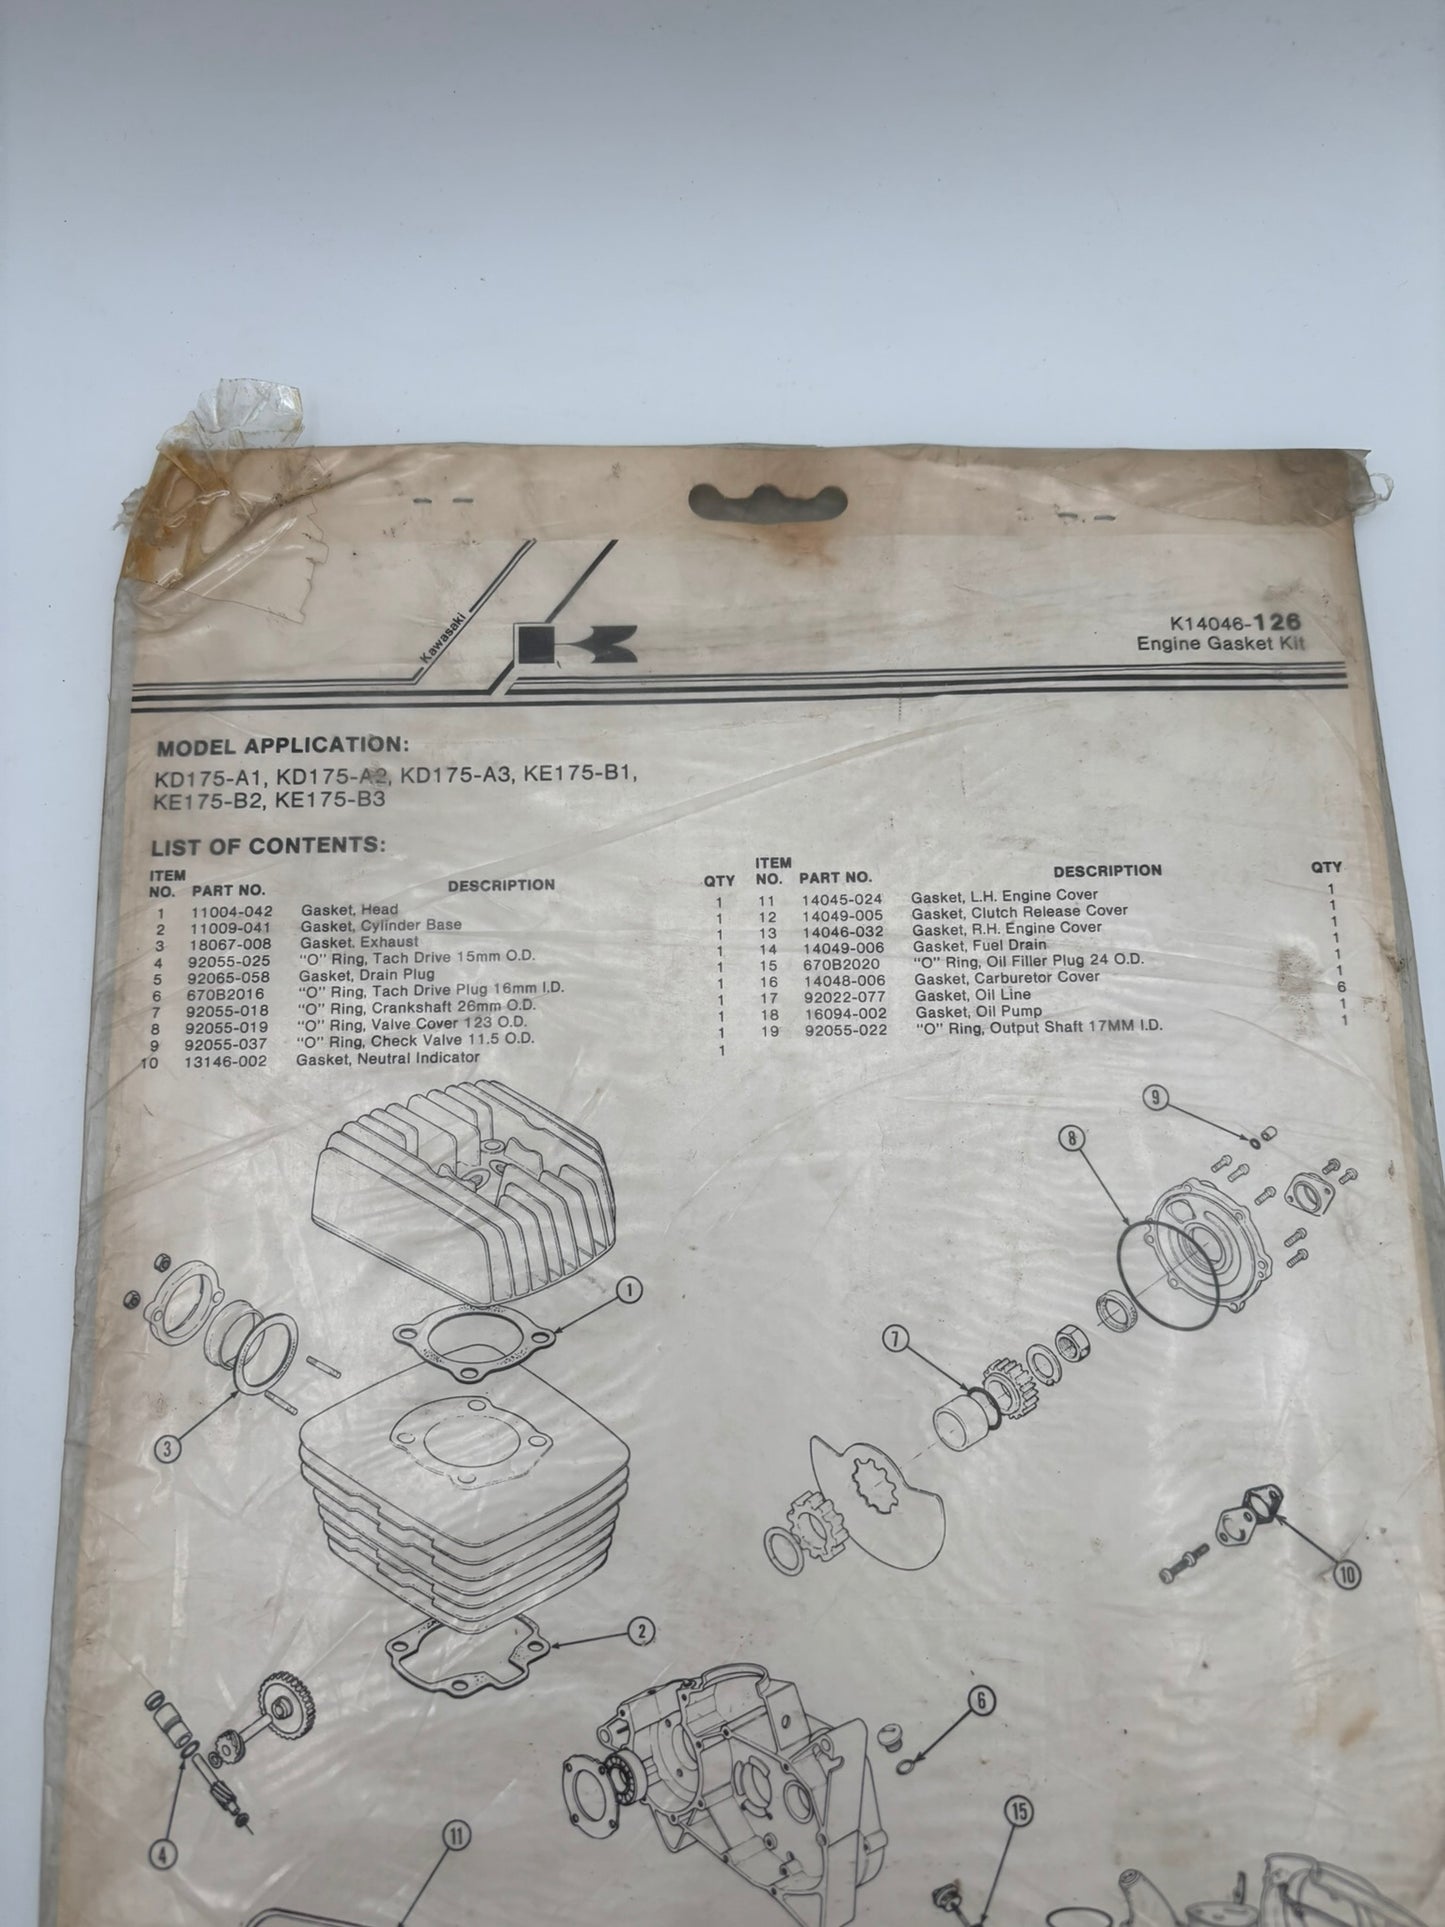 Kawasaki
K14046-126
Engine Gasket Kit
MODEL APPLICATION:
KD175-A1, KD175-A2, KD175-A3, KE175-B1,
KE175-B2, KE175-B3
LIST OF CONTENTS:
ITEM NO. PART NO. DESCRIPTION QTY
1 11004-042 Gasket, Head 1
2 11009-041 Gasket, Cylinder Base 1
3 18067-008 Gasket, Exhaust 1
4 92055-025 "O" Ring, Tach Drive 15mm O.D. 1
5 92065-058 Gasket, Drain Plug 1
6 670B2016 "O" Ring, Tach Drive Plug 16mm I.D. 1
7 92055-018 "O" Ring, Crankshaft 26mm O.D. 1
8 92055-019 "O" Ring, Valve Cover 123 O.D. 1
9 92055-037 "O" Ring, Check Valve 11.5 O.D. 1
10 13146-002 Gasket, Neutral Indicator 1
ITEM NO. PART NO. DESCRIPTION QTY
11 14045-024 Gasket, L.H. Engine Cover 1
12 14049-005 Gasket, Clutch Release Cover 1
13 14046-032 Gasket, R.H. Engine Cover 1
14 14049-006 Gasket, Fuel Drain 1
15 670B2020 "O" Ring, Oil Filler Plug 24 O.D. 1
16 14048-006 Gasket, Carburetor Cover 1
17 92022-077 Gasket, Oil Line 6
18 16094-002 Gasket, Oil Pump 1
19 92055-022 "O" Ring, Output Shaft 17MM I.D. 1
9
8
1
7
3
10
2
6
15
11
4